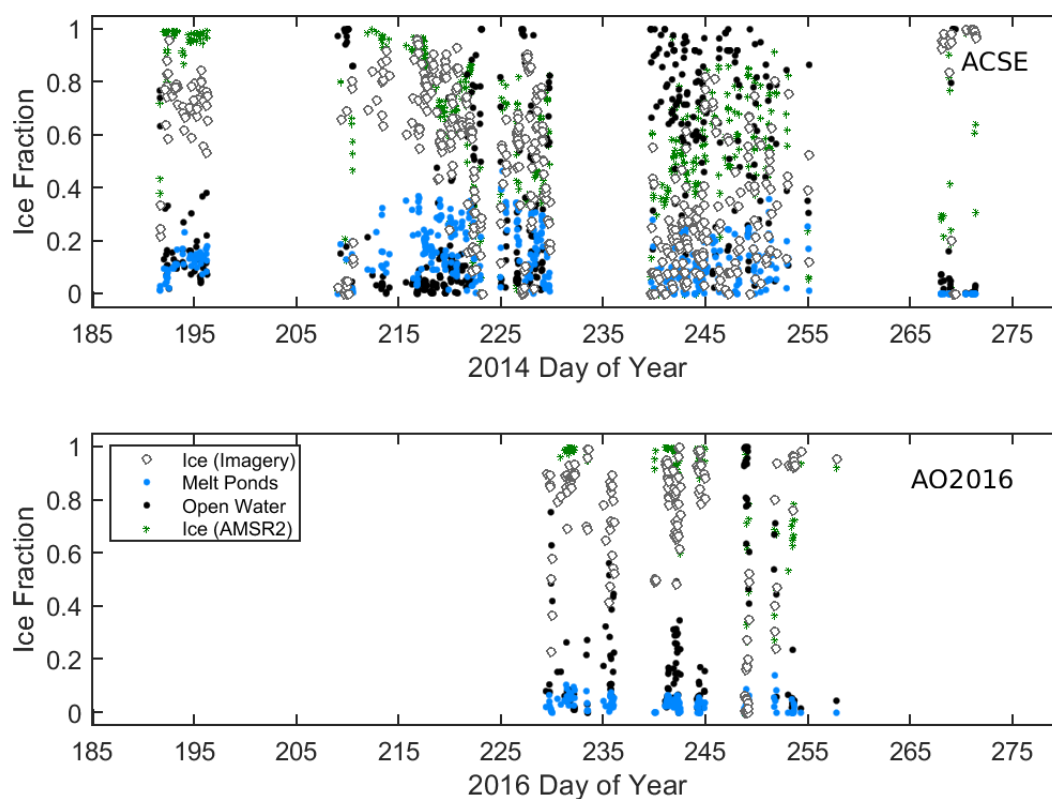 1
0.8
0.6
0.4
0.2
0
Ice Fraction
ACSE
185 195 205 215 225 235 245 255 265 275
2014 Day of Year
1
0.8
0.6
0.4
0.2
0
Ice Fraction
Ice (Imagery)
Melt Ponds
Open Water
Ice (AMSR2)
AO2016
185 195 205 215 225 235 245 255 265 275
2016 Day of Year